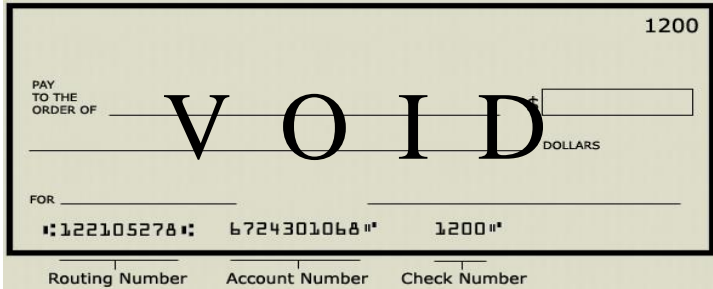 1200
PAY
TO THE
ORDER OF
$
VOID
DOLLARS
FOR
⑆122105278⑆ 6724301068⑈ 1200⑈
Routing Number Account Number Check Number